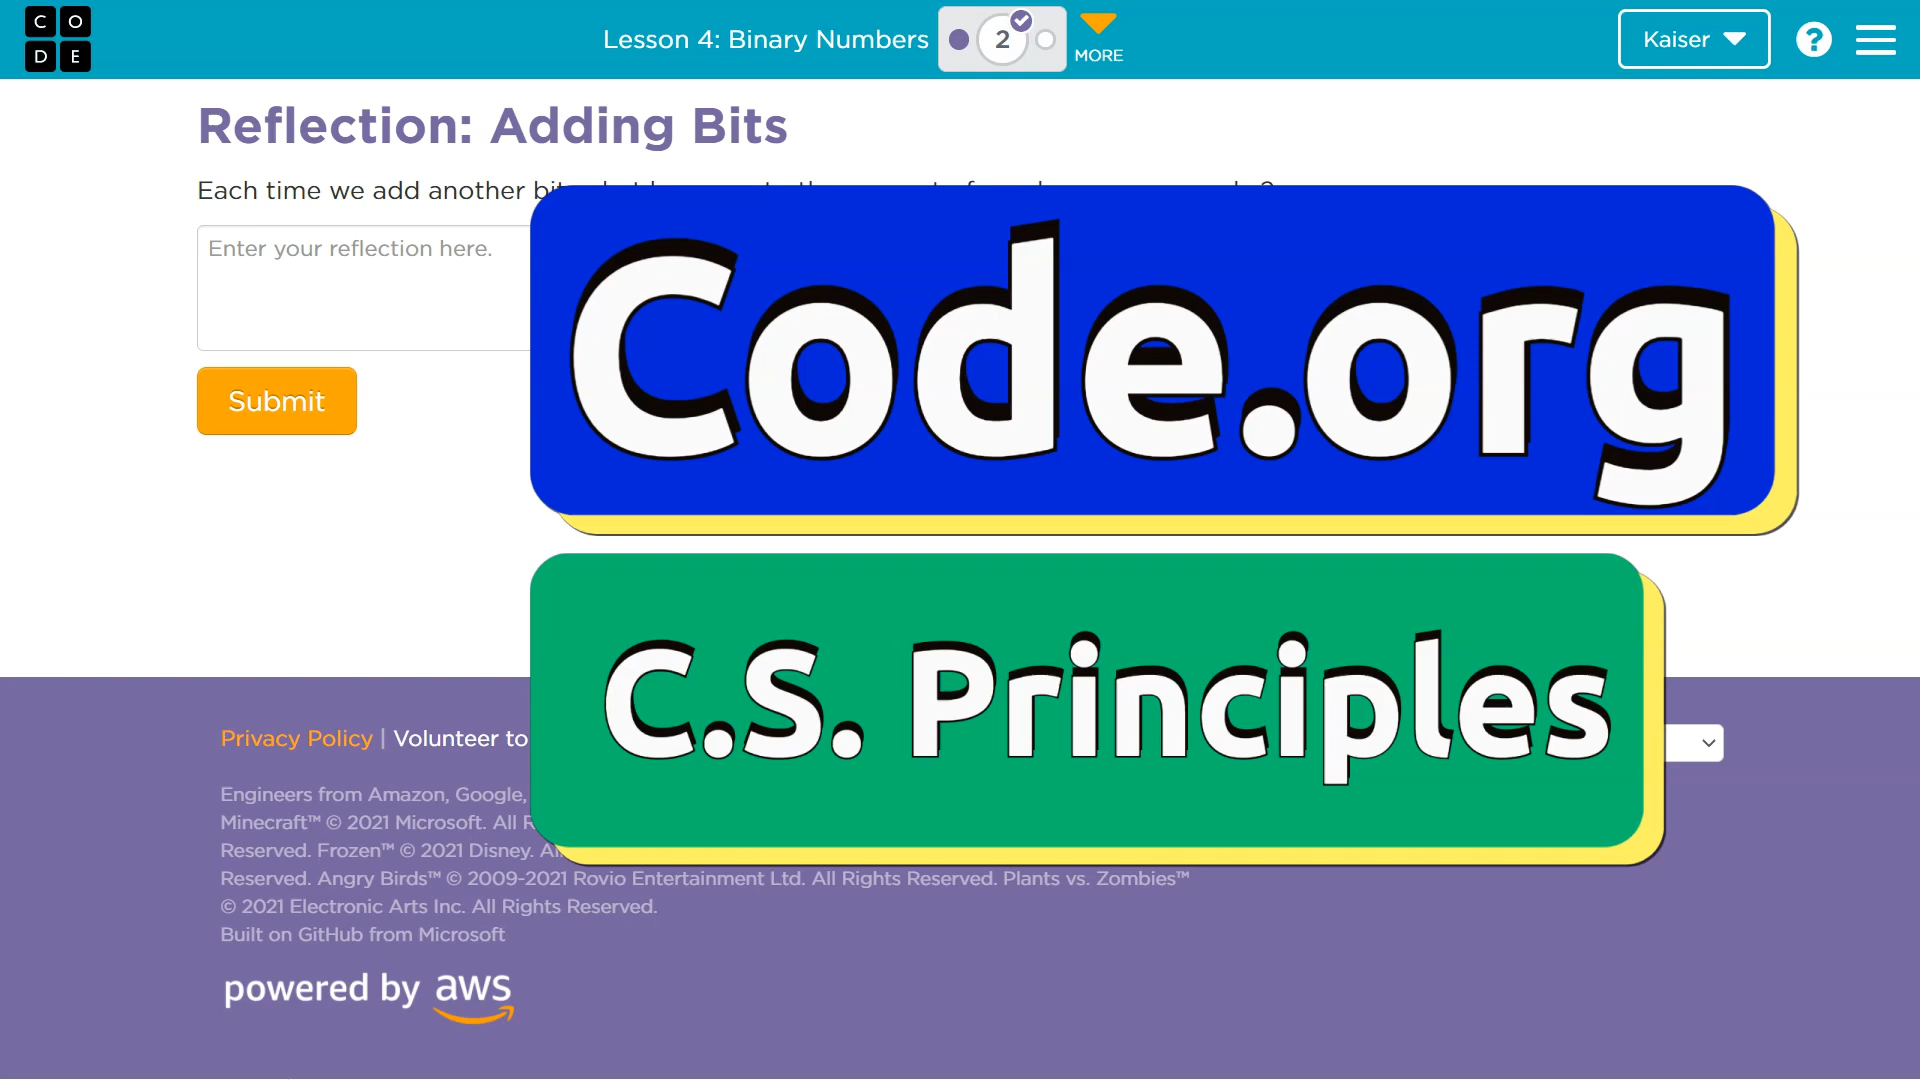 CODE
Lesson 4: Binary Numbers
2
MORE
Kaiser
?
Reflection: Adding Bits
Each time we add another
Enter your reflection here.
Submit
Code.org
C.S. Principles
Privacy Policy | Volunteer to
Engineers from Amazon, Google,
Minecraft™ © 2021 Microsoft. All
Reserved. Frozen™ © 2021 Disney.
Reserved. Angry Birds™ © 2009-2021 Rovio Entertainment Ltd. All Rights Reserved. Plants vs. Zombies™
© 2021 Electronic Arts Inc. All Rights Reserved.
Built on GitHub from Microsoft
powered by aws